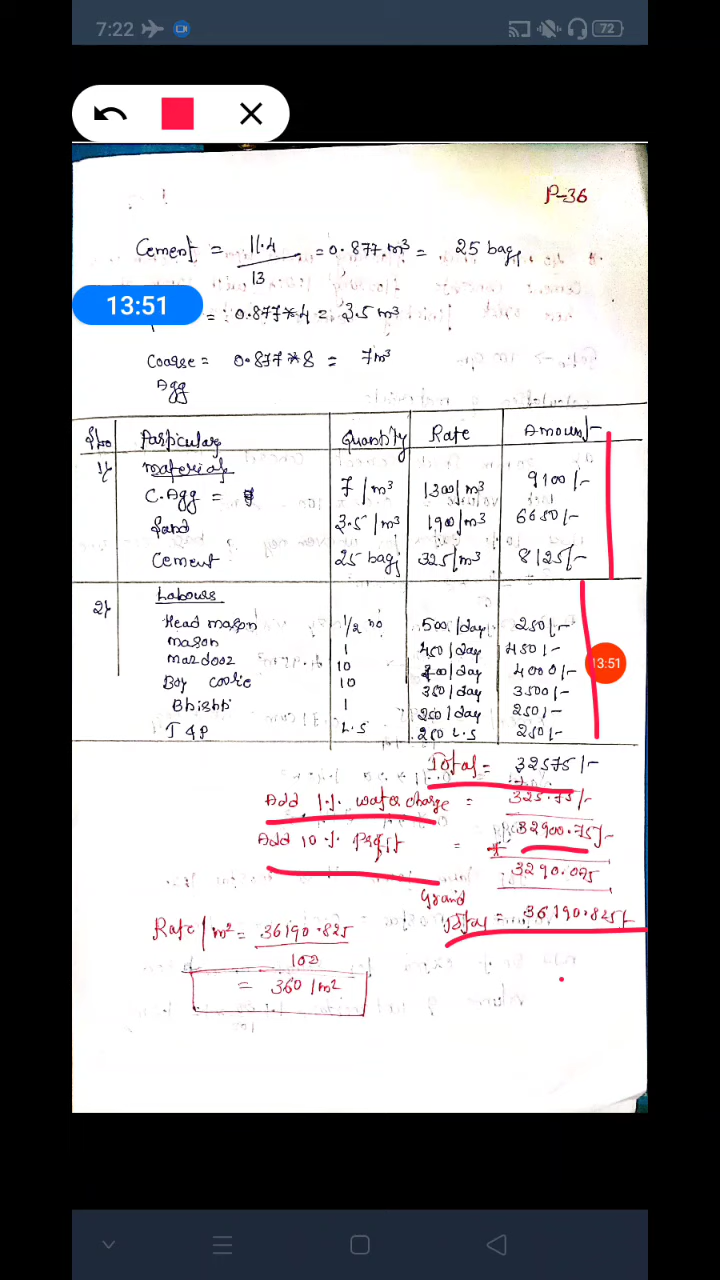 7:22 72
P-36
Cement = 11.4 / 13 = 0.877 m³ = 25 bags
13:51
= 0.877*4 = 3.5 m³
Coarse Agg = 0.877*8 = 7m³
S.no Particulars Quantity Rate Amount/-
1) materials
C.Agg = 7/m³ 1300/m³ 9100/-
Sand 3.5/m³ 1900/m³ 6650/-
Cement 25 bags 325/m³ 8125/-
2) Labours
Head mason 1/2 no 500/day 250/-
mason 1 450/day 450/-
mazdooz 10 400/day 4000/-
Boy coolie 10 350/day 3500/-
Bhishti 1 250/day 250/-
T&P L.S 250 L.S 250/-
13:51
Total = 32575/-
Add 1% water charge = 325.75/-
32900.75/-
Add 10% Profit = + 3290.075
Grand Total = 36190.825/-
Rate/m² = 36190.825 / 100
= 360/m²